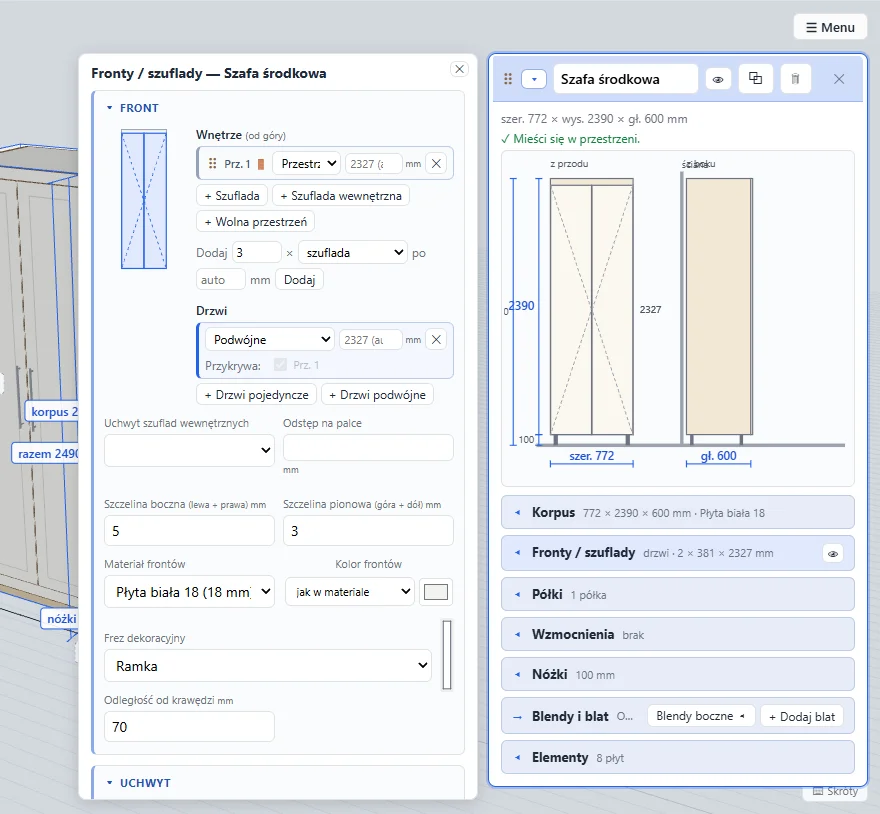 ☰ Menu
Fronty / szuflady — Szafa środkowa
FRONT
Wnętrze (od góry)
Prz. 1
2327
mm
+ Szuflada
+ Szuflada wewnętrzna
+ Wolna przestrzeń
Dodaj 3 × szuflada po
auto mm Dodaj
Drzwi
Podwójne 2327 mm
Przykrywa: Prz. 1
+ Drzwi pojedyncze
+ Drzwi podwójne
Uchwyt szuflad wewnętrznych
Odstęp na palce
mm
Szczelina boczna (lewa + prawa) mm
Szczelina pionowa (góra + dół) mm
5
3
Materiał frontów
Kolor frontów
Płyta biała 18 (18 mm)
jak w materiale
Frez dekoracyjny
Ramka
Odległość od krawędzi mm
70
UCHWYT
korpus 2
razem 2490
nóżki
Szafa środkowa
szer. 772 × wys. 2390 × gł. 600 mm
✓ Mieści się w przestrzeni.
z przodu
0
2390
2327
100
szer. 772
gł. 600
Korpus 772 × 2390 × 600 mm · Płyta biała 18
Fronty / szuflady drzwi · 2 × 381 × 2327 mm
Półki 1 półka
Wzmocnienia brak
Nóżki 100 mm
Blendy i blat O... Blendy boczne + Dodaj blat
Elementy 8 płyt
Skróty